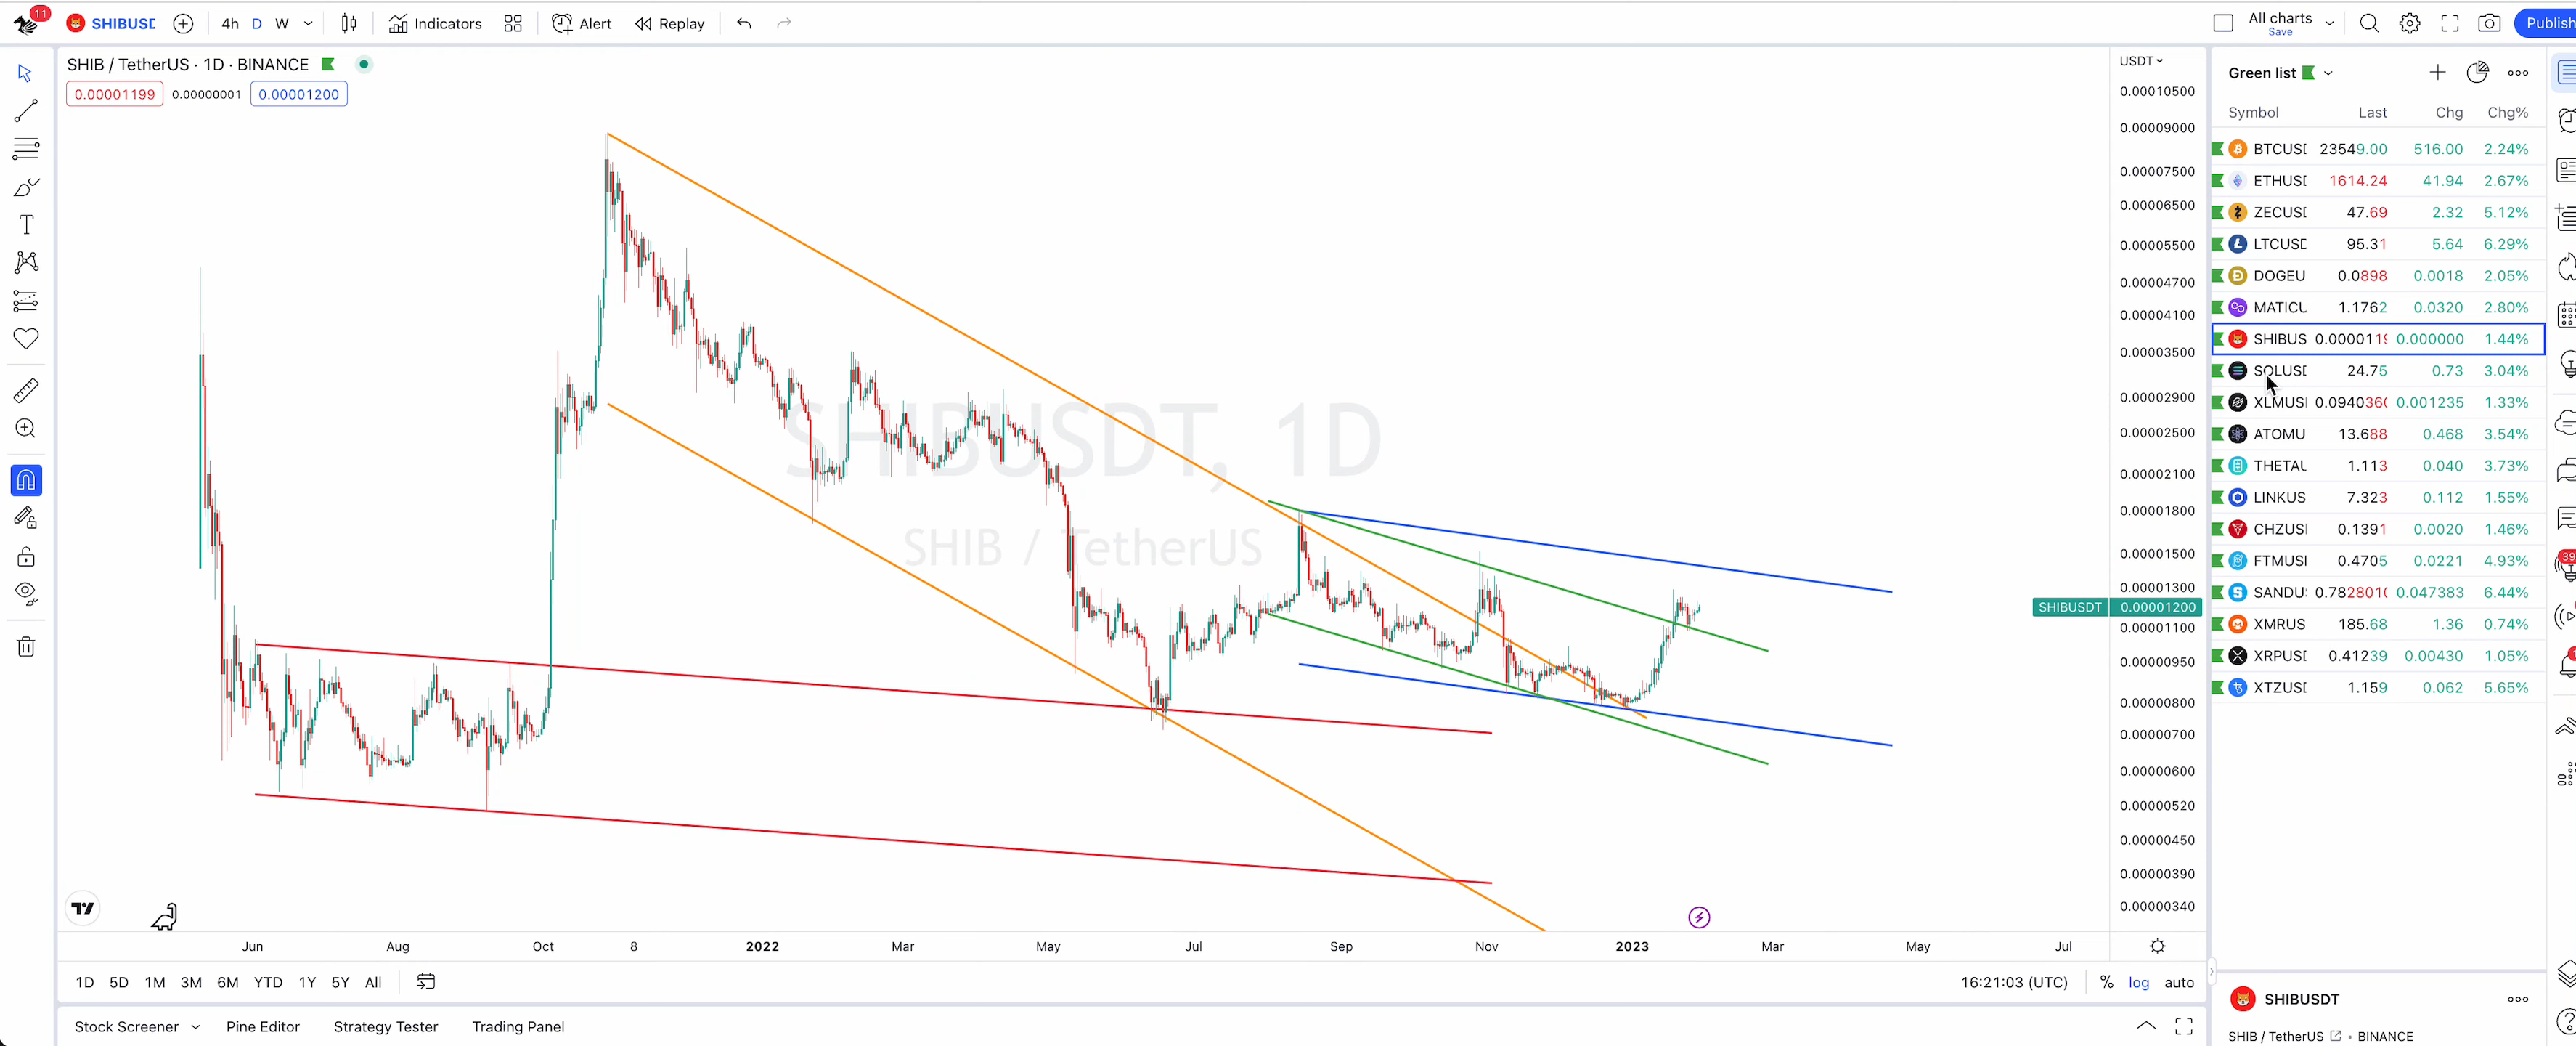 11 SHIBUSD 4h D W Indicators Alert Replay All charts Save Publish
SHIB / TetherUS · 1D · BINANCE
0.00001199 0.00000001 0.00001200
USDT
0.00010500
0.00009000
0.00007500
0.00006500
0.00005500
0.00004700
0.00004100
0.00003500
0.00002900
0.00002500
0.00002100
0.00001800
0.00001500
0.00001300
SHIBUSDT 0.00001200
0.00001100
0.00000950
0.00000800
0.00000700
0.00000600
0.00000520
0.00000450
0.00000390
0.00000340
SHIBUSDT, 1D
SHIB / TetherUS
Jun Aug Oct 8 2022 Mar May Jul Sep Nov 2023 Mar May Jul
1D 5D 1M 3M 6M YTD 1Y 5Y All 16:21:03 (UTC) % log auto
Stock Screener Pine Editor Strategy Tester Trading Panel
Green list
Symbol Last Chg Chg%
BTCUSD 23549.00 516.00 2.24%
ETHUSD 1614.24 41.94 2.67%
ZECUSD 47.69 2.32 5.12%
LTCUSD 95.31 5.64 6.29%
DOGEU 0.0898 0.0018 2.05%
MATICU 1.1762 0.0320 2.80%
SHIBUS 0.0000119 0.000000 1.44%
SOLUSD 24.75 0.73 3.04%
XLMUS 0.0940360 0.001235 1.33%
ATOMU 13.688 0.468 3.54%
THETAU 1.113 0.040 3.73%
LINKUS 7.323 0.112 1.55%
CHZUS 0.1391 0.0020 1.46%
FTMUS 0.4705 0.0221 4.93%
SANDU 0.7828010 0.047383 6.44%
XMRUS 185.68 1.36 0.74%
XRPUSD 0.41239 0.00430 1.05%
XTZUSD 1.159 0.062 5.65%
39
SHIBUSDT
SHIB / TetherUS • BINANCE